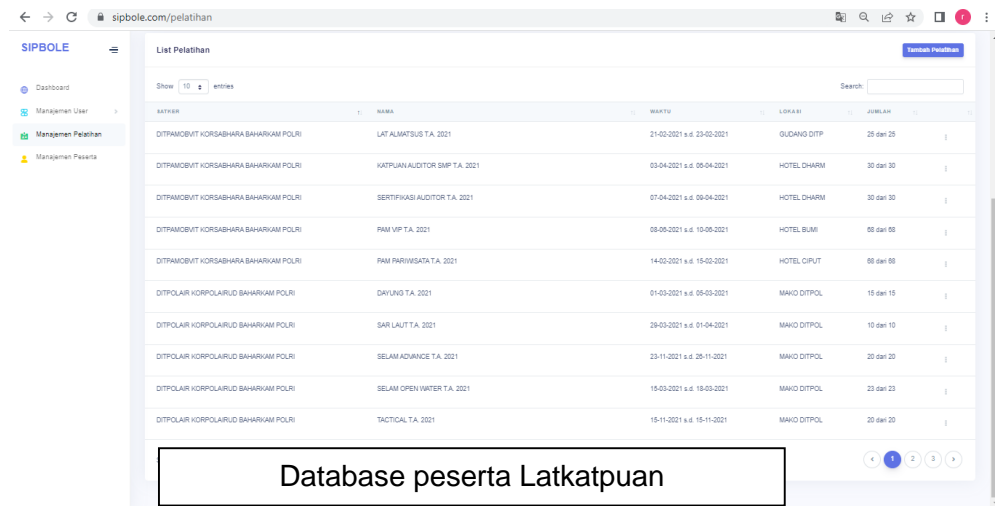 sipbole.com/pelatihan
SIPBOLE
List Pelatihan
Tambah Pelatihan
Dashboard
Manajemen User
Manajemen Pelatihan
Manajemen Peserta
Show 10 entries
Search:
SATKER NAMA WAKTU LOKASI JUMLAH
DITPAMOBVIT KORSABHARA BAHARKAM POLRI LAT ALMATSUS T.A. 2021 21-02-2021 s.d. 23-02-2021 GUDANG DITP 25 dari 25
DITPAMOBVIT KORSABHARA BAHARKAM POLRI KATPUAN AUDITOR SMP T.A. 2021 03-04-2021 s.d. 06-04-2021 HOTEL DHARM 30 dari 30
DITPAMOBVIT KORSABHARA BAHARKAM POLRI SERTIFIKASI AUDITOR T.A. 2021 07-04-2021 s.d. 09-04-2021 HOTEL DHARM 30 dari 30
DITPAMOBVIT KORSABHARA BAHARKAM POLRI PAM VIP T.A. 2021 08-06-2021 s.d. 10-06-2021 HOTEL BUMI 68 dari 68
DITPAMOBVIT KORSABHARA BAHARKAM POLRI PAM PARIWISATA T.A. 2021 14-02-2021 s.d. 15-02-2021 HOTEL CIPUT 68 dari 68
DITPOLAIR KORPOLAIRUD BAHARKAM POLRI DAYUNG T.A. 2021 01-03-2021 s.d. 05-03-2021 MAKO DITPOL 15 dari 15
DITPOLAIR KORPOLAIRUD BAHARKAM POLRI SAR LAUT T.A. 2021 29-03-2021 s.d. 01-04-2021 MAKO DITPOL 10 dari 10
DITPOLAIR KORPOLAIRUD BAHARKAM POLRI SELAM ADVANCE T.A. 2021 23-11-2021 s.d. 26-11-2021 MAKO DITPOL 20 dari 20
DITPOLAIR KORPOLAIRUD BAHARKAM POLRI SELAM OPEN WATER T.A. 2021 15-03-2021 s.d. 18-03-2021 MAKO DITPOL 23 dari 23
DITPOLAIR KORPOLAIRUD BAHARKAM POLRI TACTICAL T.A. 2021 15-11-2021 s.d. 15-11-2021 MAKO DITPOL 20 dari 20
1 2 3
Database peserta Latkatpuan